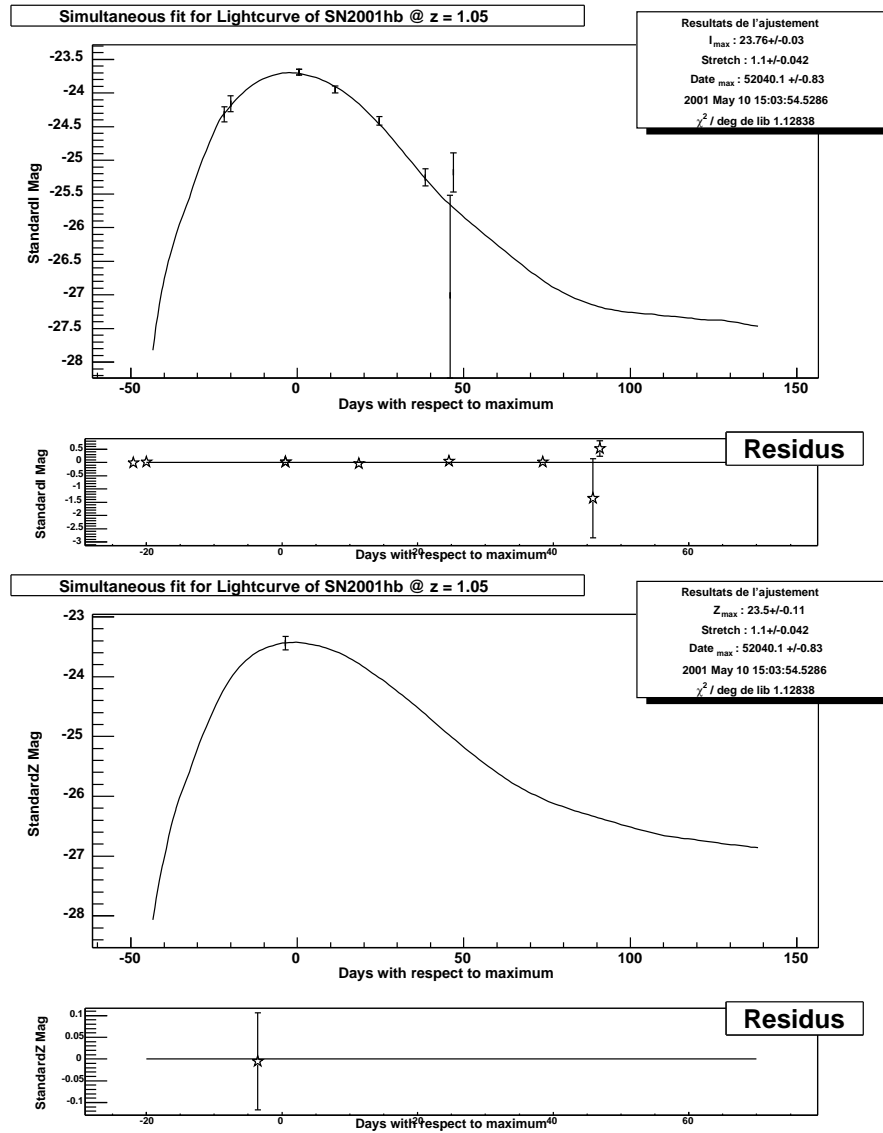 Simultaneous fit for Lightcurve of SN2001hb @ z = 1.05
Resultats de l'ajustement
I max : 23.76+/-0.03
Stretch : 1.1+/-0.042
Date max : 52040.1 +/-0.83
2001 May 10 15:03:54.5286
χ2 / deg de lib 1.12838
StandardI Mag
-23.5
-24
-24.5
-25
-25.5
-26
-26.5
-27
-27.5
-28
-50 0 50 100 150
Days with respect to maximum
Residus
StandardI Mag
0.5
0
-0.5
-1
-1.5
-2
-2.5
-3
-20 0 20 40 60
Days with respect to maximum
Simultaneous fit for Lightcurve of SN2001hb @ z = 1.05
Resultats de l'ajustement
Z max : 23.5+/-0.11
Stretch : 1.1+/-0.042
Date max : 52040.1 +/-0.83
2001 May 10 15:03:54.5286
χ2 / deg de lib 1.12838
StandardZ Mag
-23
-24
-25
-26
-27
-28
-50 0 50 100 150
Days with respect to maximum
Residus
StandardZ Mag
0.1
0.05
0
-0.05
-0.1
-20 0 20 40 60
Days with respect to maximum